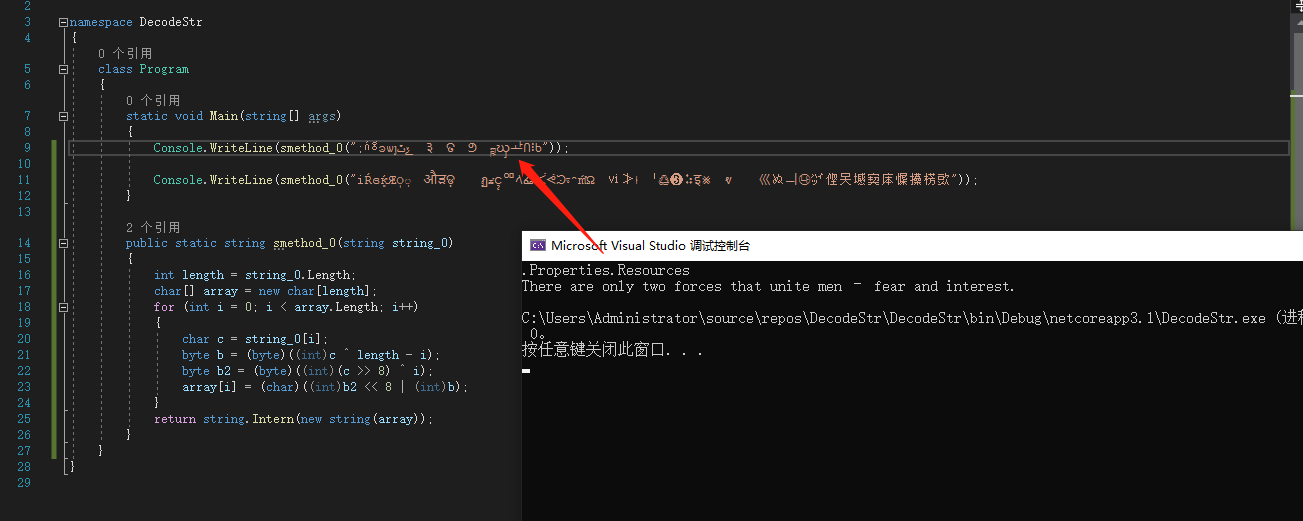 2
3 namespace DecodeStr
4 {
0 个引用
5 class Program
6 {
0 个引用
7 static void Main(string[] args)
8 {
9 Console.WriteLine(smethod_0("
"));
10
11 Console.WriteLine(smethod_0("
"));
12 }
13
2 个引用
14 public static string smethod_0(string string_0)
15 {
16 int length = string_0.Length;
17 char[] array = new char[length];
18 for (int i = 0; i < array.Length; i++)
19 {
20 char c = string_0[i];
21 byte b = (byte)((int)c ^ length - i);
22 byte b2 = (byte)((int)(c >> 8) ^ i);
23 array[i] = (char)((int)b2 << 8 | (int)b);
24 }
25 return string.Intern(new string(array));
26 }
27 }
28 }
29
Microsoft Visual Studio 调试控制台
.Properties.Resources
There are only two forces that unite men - fear and interest.
C:\Users\Administrator\source\repos\DecodeStr\DecodeStr\bin\Debug\netcoreapp3.1\DecodeStr.exe (进程
0。
按任意键关闭此窗口. . .